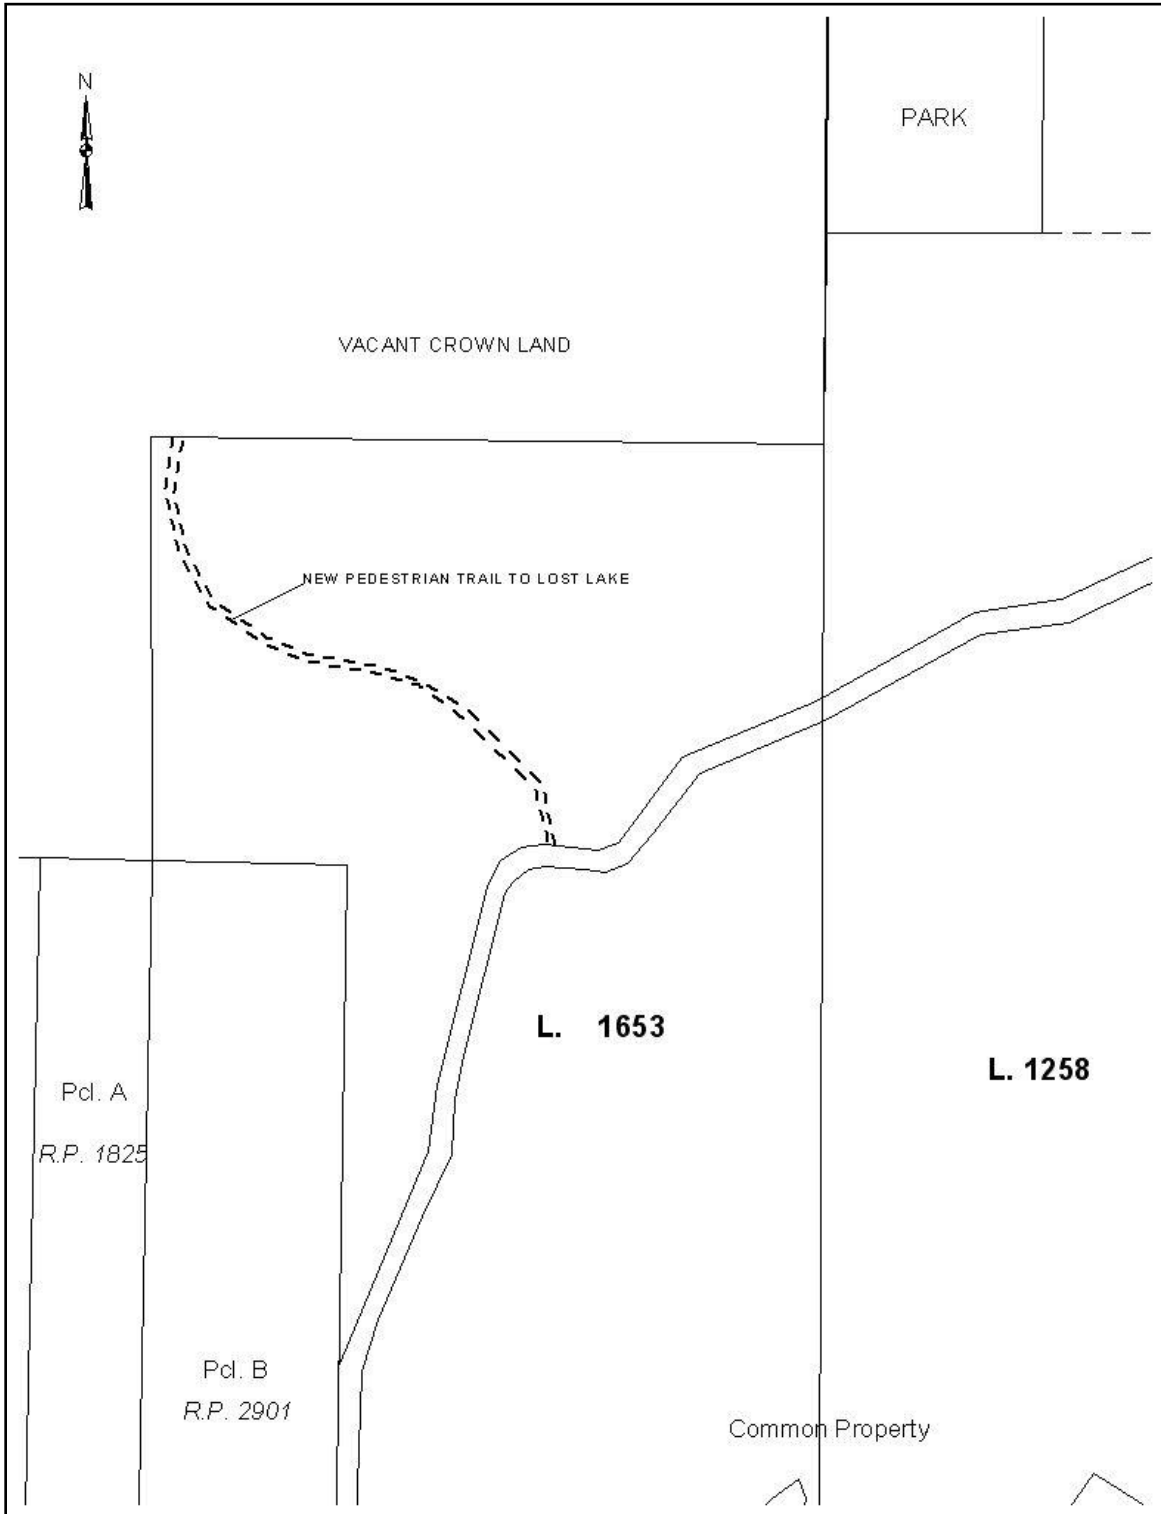 N
PARK
VACANT CROWN LAND
NEW PEDESTRIAN TRAIL TO LOST LAKE
L. 1653
L. 1258
Pcl. A
R.P. 1825
Pcl. B
R.P. 2901
Common Property